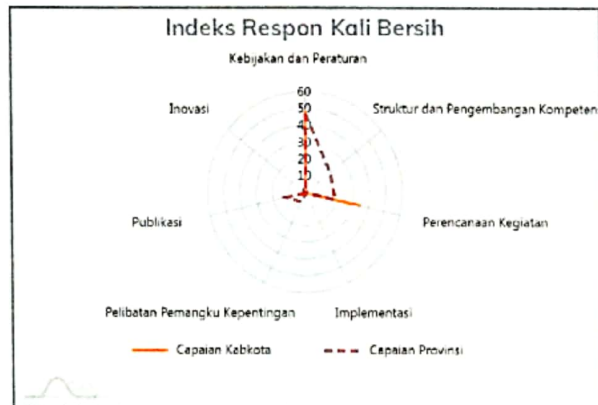 Indeks Respon Kali Bersih
Kebijakan dan Peraturan
60
50
40
30
20
10
Inovasi
Struktur dan Pengembangan Kompeten
Publikasi
Perencanaan Kegiatan
Pelibatan Pemangku Kepentingan
Implementasi
Capaian Kabkota
Capaian Provinsi